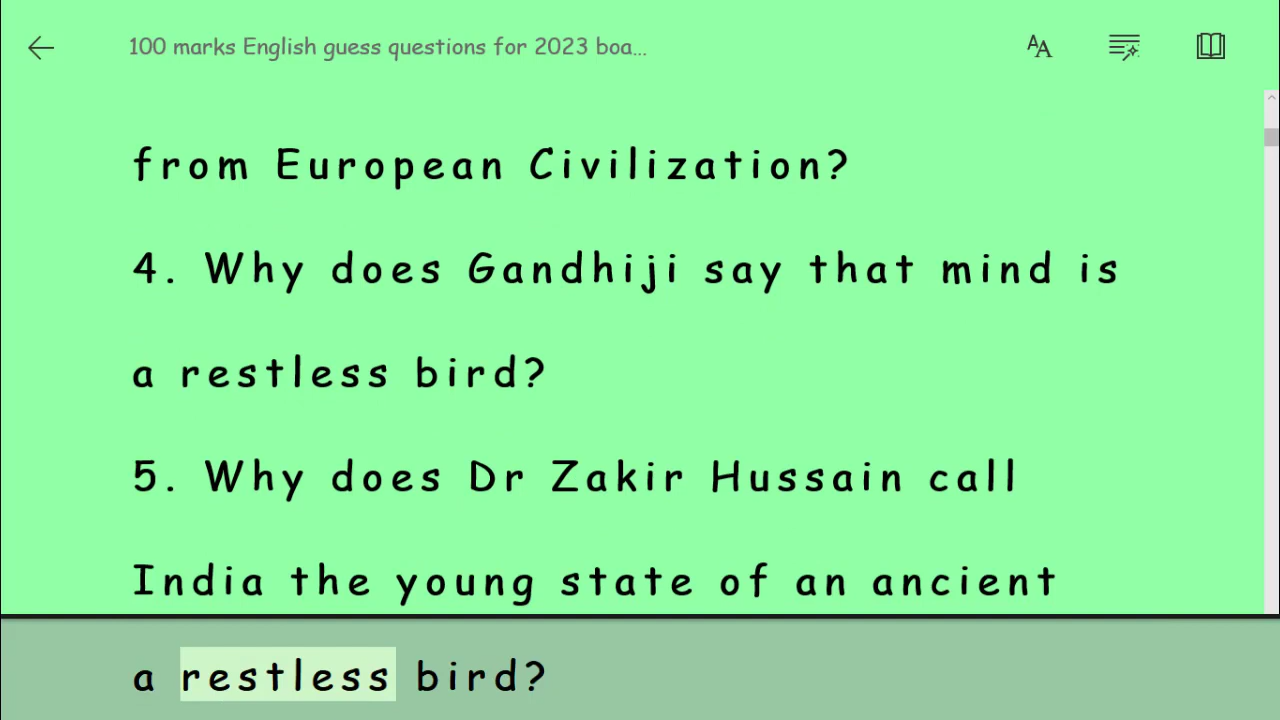 100 marks English guess questions for 2023 boa...
from European Civilization?
4. Why does Gandhiji say that mind is
a restless bird?
5. Why does Dr Zakir Hussain call
India the young state of an ancient
a restless bird?